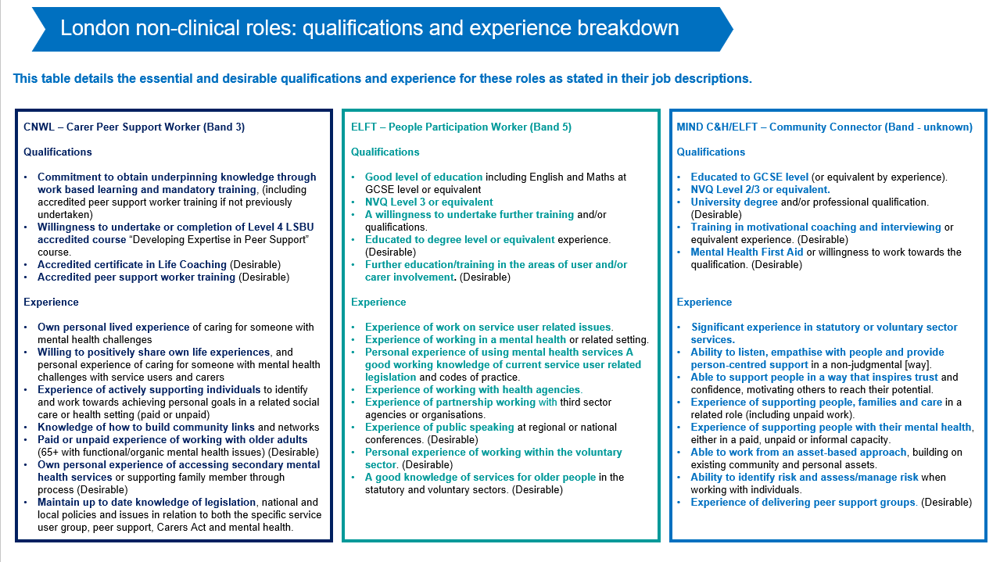 London non-clinical roles: qualifications and experience breakdown
This table details the essential and desirable qualifications and experience for these roles as stated in their job descriptions.
CNWL – Carer Peer Support Worker (Band 3)
Qualifications
• Commitment to obtain underpinning knowledge through
work based learning and mandatory training, (including
accredited peer support worker training if not previously
undertaken)
• Willingness to undertake or completion of Level 4 LSBU
accredited course “Developing Expertise in Peer Support”
course.
• Accredited certificate in Life Coaching (Desirable)
• Accredited peer support worker training (Desirable)
Experience
• Own personal lived experience of caring for someone with
mental health challenges
• Willing to positively share own life experiences, and
personal experience of caring for someone with mental health
challenges with service users and carers
• Experience of actively supporting individuals to identify
and work towards achieving personal goals in a related social
care or health setting (paid or unpaid)
• Knowledge of how to build community links and networks
• Paid or unpaid experience of working with older adults
(65+ with functional/organic mental health issues) (Desirable)
• Own personal experience of accessing secondary mental
health services or supporting family member through
process (Desirable)
• Maintain up to date knowledge of legislation, national and
local policies and issues in relation to both the specific service
user group, peer support, Carers Act and mental health.
ELFT – People Participation Worker (Band 5)
Qualifications
• Good level of education including English and Maths at
GCSE level or equivalent
• NVQ Level 3 or equivalent
• A willingness to undertake further training and/or
qualifications.
• Educated to degree level or equivalent experience.
(Desirable)
• Further education/training in the areas of user and/or
carer involvement. (Desirable)
Experience
• Experience of work on service user related issues.
• Experience of working in a mental health or related setting.
• Personal experience of using mental health services A
good working knowledge of current service user related
legislation and codes of practice.
• Experience of working with health agencies.
• Experience of partnership working with third sector
agencies or organisations.
• Experience of public speaking at regional or national
conferences. (Desirable)
• Personal experience of working within the voluntary
sector. (Desirable)
• A good knowledge of services for older people in the
statutory and voluntary sectors. (Desirable)
MIND C&H/ELFT – Community Connector (Band - unknown)
Qualifications
• Educated to GCSE level (or equivalent by experience).
• NVQ Level 2/3 or equivalent.
• University degree and/or professional qualification.
(Desirable)
• Training in motivational coaching and interviewing or
equivalent experience. (Desirable)
• Mental Health First Aid or willingness to work towards the
qualification. (Desirable)
Experience
• Significant experience in statutory or voluntary sector
services.
• Ability to listen, empathise with people and provide
person-centred support in a non-judgmental [way].
• Able to support people in a way that inspires trust and
confidence, motivating others to reach their potential.
• Experience of supporting people, families and care in a
related role (including unpaid work).
• Experience of supporting people with their mental health,
either in a paid, unpaid or informal capacity.
• Able to work from an asset-based approach, building on
existing community and personal assets.
• Ability to identify risk and assess/manage risk when
working with individuals.
• Experience of delivering peer support groups. (Desirable)